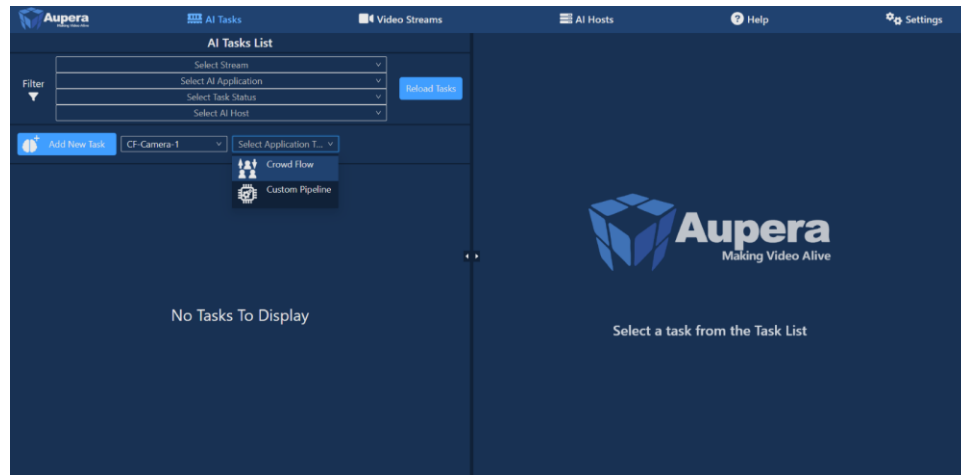 Aupera
Making Video Alive
AI Tasks
Video Streams
AI Hosts
Help
Settings
AI Tasks List
Filter
Select Stream
Select AI Application
Select Task Status
Select AI Host
Reload Tasks
Add New Task
CF-Camera-1
Select Application T...
Crowd Flow
Custom Pipeline
No Tasks To Display
Aupera
Making Video Alive
Select a task from the Task List